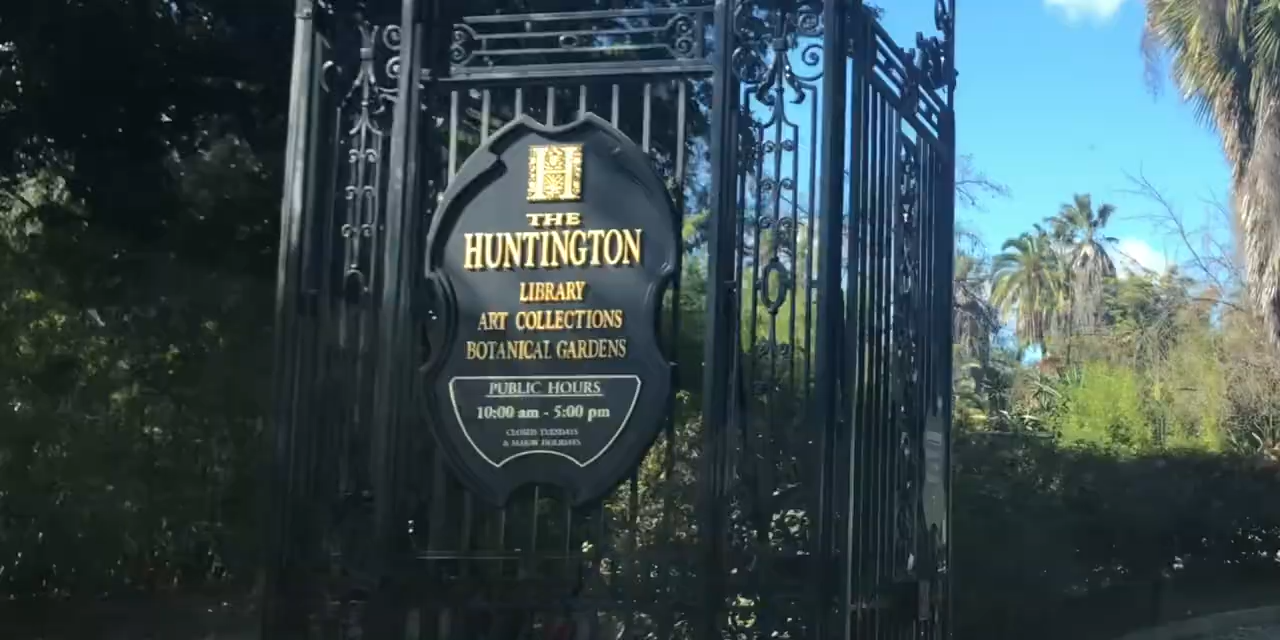 H
THE
HUNTINGTON
LIBRARY
ART COLLECTIONS
BOTANICAL GARDENS
PUBLIC HOURS
10:00 am - 5:00 pm
CLOSED TUESDAYS
& MAJOR HOLIDAYS